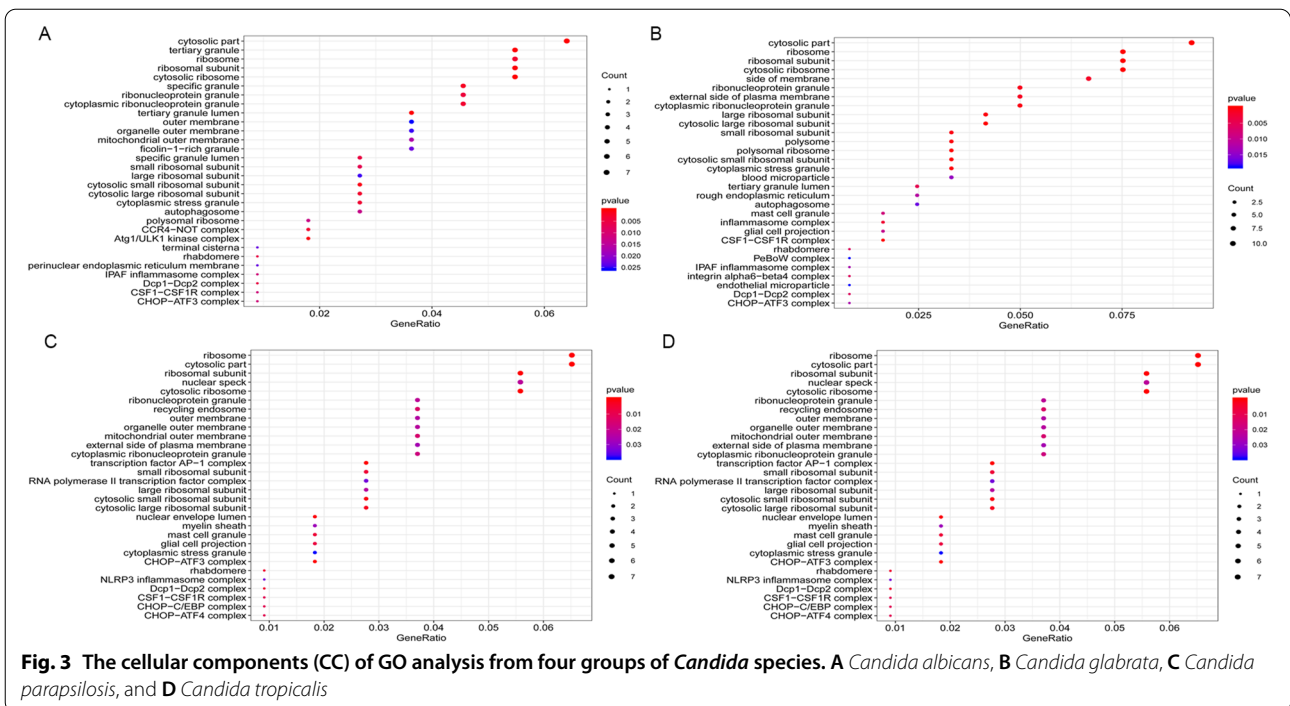 A
cytosolic part
tertiary granule
ribosome
ribosomal subunit
cytosolic ribosome
specific granule
ribonucleoprotein granule
cytoplasmic ribonucleoprotein granule
tertiary granule lumen
outer membrane
organelle outer membrane
mitochondrial outer membrane
ficolin−1−rich granule
specific granule lumen
small ribosomal subunit
large ribosomal subunit
cytosolic small ribosomal subunit
cytosolic large ribosomal subunit
cytoplasmic stress granule
autophagosome
polysomal ribosome
CCR4−NOT complex
Atg1/ULK1 kinase complex
terminal cisterna
rhabdomere
perinuclear endoplasmic reticulum membrane
IPAF inflammasome complex
Dcp1−Dcp2 complex
CSF1−CSF1R complex
CHOP−ATF3 complex
0.02 0.04 0.06
GeneRatio
Count
1
2
3
4
5
6
7
pvalue
0.005
0.010
0.015
0.020
0.025
B
cytosolic part
ribosome
ribosomal subunit
cytosolic ribosome
side of membrane
ribonucleoprotein granule
external side of plasma membrane
cytoplasmic ribonucleoprotein granule
large ribosomal subunit
cytosolic large ribosomal subunit
small ribosomal subunit
polysome
polysomal ribosome
cytosolic small ribosomal subunit
cytoplasmic stress granule
blood microparticle
tertiary granule lumen
rough endoplasmic reticulum
autophagosome
mast cell granule
inflammasome complex
glial cell projection
CSF1−CSF1R complex
rhabdomere
PeBoW complex
IPAF inflammasome complex
integrin alpha6−beta4 complex
endothelial microparticle
Dcp1−Dcp2 complex
CHOP−ATF3 complex
0.025 0.050 0.075
GeneRatio
pvalue
0.005
0.010
0.015
Count
2.5
5.0
7.5
10.0
C
ribosome
cytosolic part
ribosomal subunit
nuclear speck
cytosolic ribosome
ribonucleoprotein granule
recycling endosome
outer membrane
organelle outer membrane
mitochondrial outer membrane
external side of plasma membrane
cytoplasmic ribonucleoprotein granule
transcription factor AP−1 complex
small ribosomal subunit
RNA polymerase II transcription factor complex
large ribosomal subunit
cytosolic small ribosomal subunit
cytosolic large ribosomal subunit
nuclear envelope lumen
myelin sheath
mast cell granule
glial cell projection
cytoplasmic stress granule
CHOP−ATF3 complex
rhabdomere
NLRP3 inflammasome complex
Dcp1−Dcp2 complex
CSF1−CSF1R complex
CHOP−C/EBP complex
CHOP−ATF4 complex
0.01 0.02 0.03 0.04 0.05 0.06
GeneRatio
pvalue
0.01
0.02
0.03
Count
1
2
3
4
5
6
7
D
ribosome
cytosolic part
ribosomal subunit
nuclear speck
cytosolic ribosome
ribonucleoprotein granule
recycling endosome
outer membrane
organelle outer membrane
mitochondrial outer membrane
external side of plasma membrane
cytoplasmic ribonucleoprotein granule
transcription factor AP−1 complex
small ribosomal subunit
RNA polymerase II transcription factor complex
large ribosomal subunit
cytosolic small ribosomal subunit
cytosolic large ribosomal subunit
nuclear envelope lumen
myelin sheath
mast cell granule
glial cell projection
cytoplasmic stress granule
CHOP−ATF3 complex
rhabdomere
NLRP3 inflammasome complex
Dcp1−Dcp2 complex
CSF1−CSF1R complex
CHOP−C/EBP complex
CHOP−ATF4 complex
0.01 0.02 0.03 0.04 0.05 0.06
GeneRatio
pvalue
0.01
0.02
0.03
Count
1
2
3
4
5
6
7
Fig. 3 The cellular components (CC) of GO analysis from four groups of Candida species. A Candida albicans, B Candida glabrata, C Candida
parapsilosis, and D Candida tropicalis